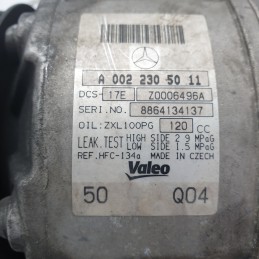 A 002 230 50 11
DCS-17E Z0006496A
SERI.NO. 8864134137
OIL:ZXL100PG 120 CC
LEAK.TEST HIGH SIDE 2.9 MPaG
LOW SIDE 1.5 MPaG
REF.HFC-134a MADE IN CZECH
Valeo
50 Q04